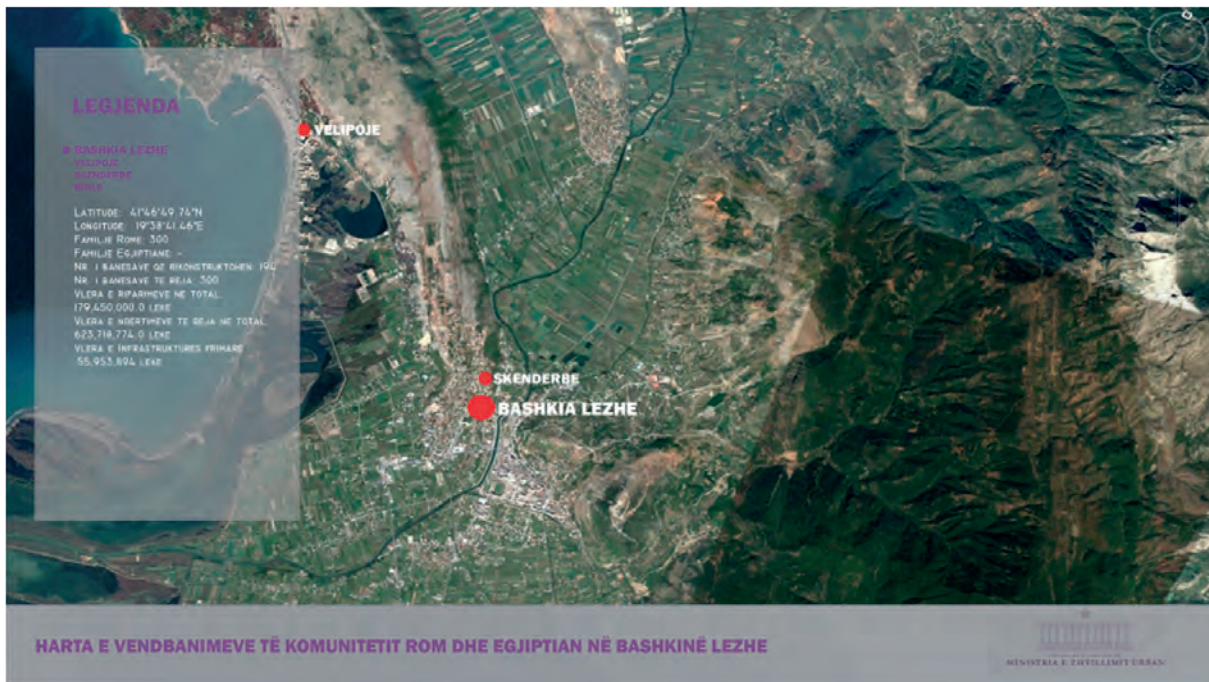 LEGJENDA
BASHKIA LEZHE
VELIPOJE
LATITUDE: 41°46'49.74"N
LONGITUDE: 19°38'41.46"E
FAMILJE ROME: 300
FAMILJE EGJIPTIANE: -
NR. I BANESAVE QE RIKONSTRUKTOHEN: 194
NR. I BANESAVE TE REJA: 300
VLERA E RIPARIMEVE NE TOTAL:
179,450,000.0 LEKE
VLERA E NDERTIMEVE TE REJA NE TOTAL:
623,718,774.0 LEKE
VLERA E INFRASTRUKTURES PRIMARE
55,953,894 LEKE
VELIPOJE
SKENDERBE
BASHKIA LEZHE
HARTA E VENDBANIMEVE TË KOMUNITETIT ROM DHE EGJIPTIAN NË BASHKINË LEZHE
MINISTRIA E ZHVILLIMIT URBAN